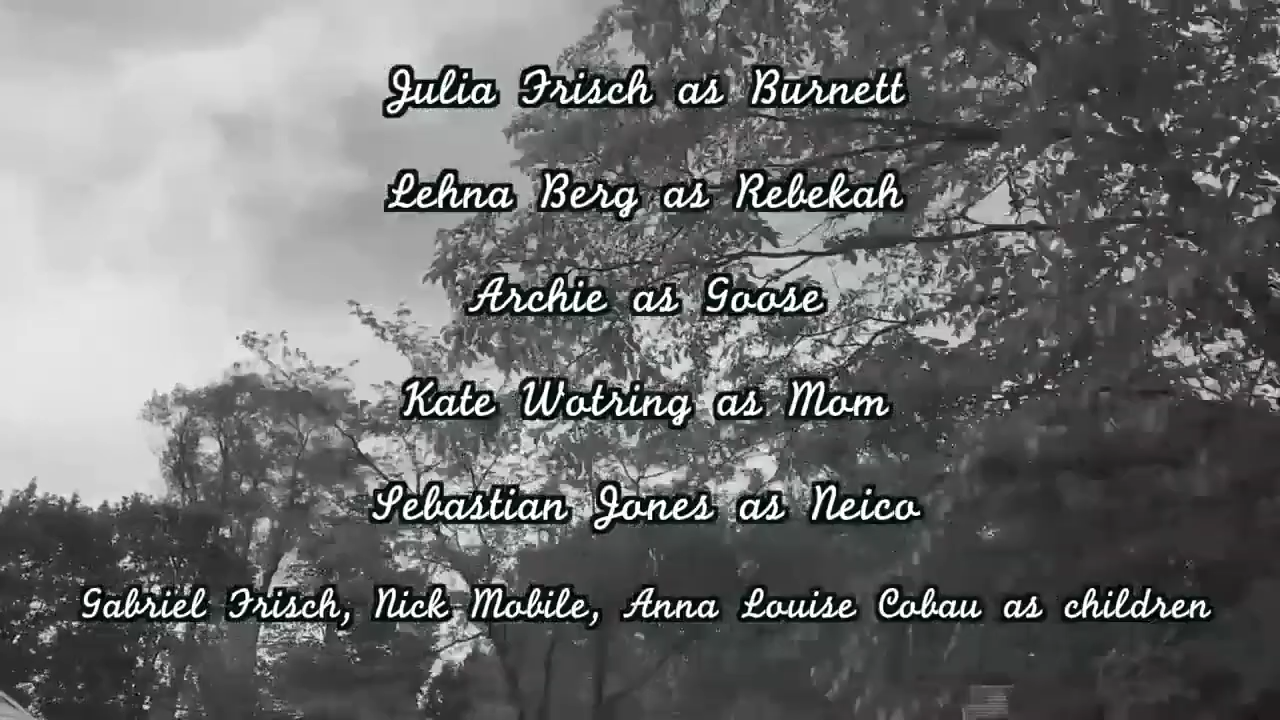 Julia Frisch as Burnett
Lehna Berg as Rebekah
Archie as Goose
Kate Wotring as Mom
Sebastian Jones as Neico
Gabriel Frisch, Nick Mobile, Anna Louise Cobau as children